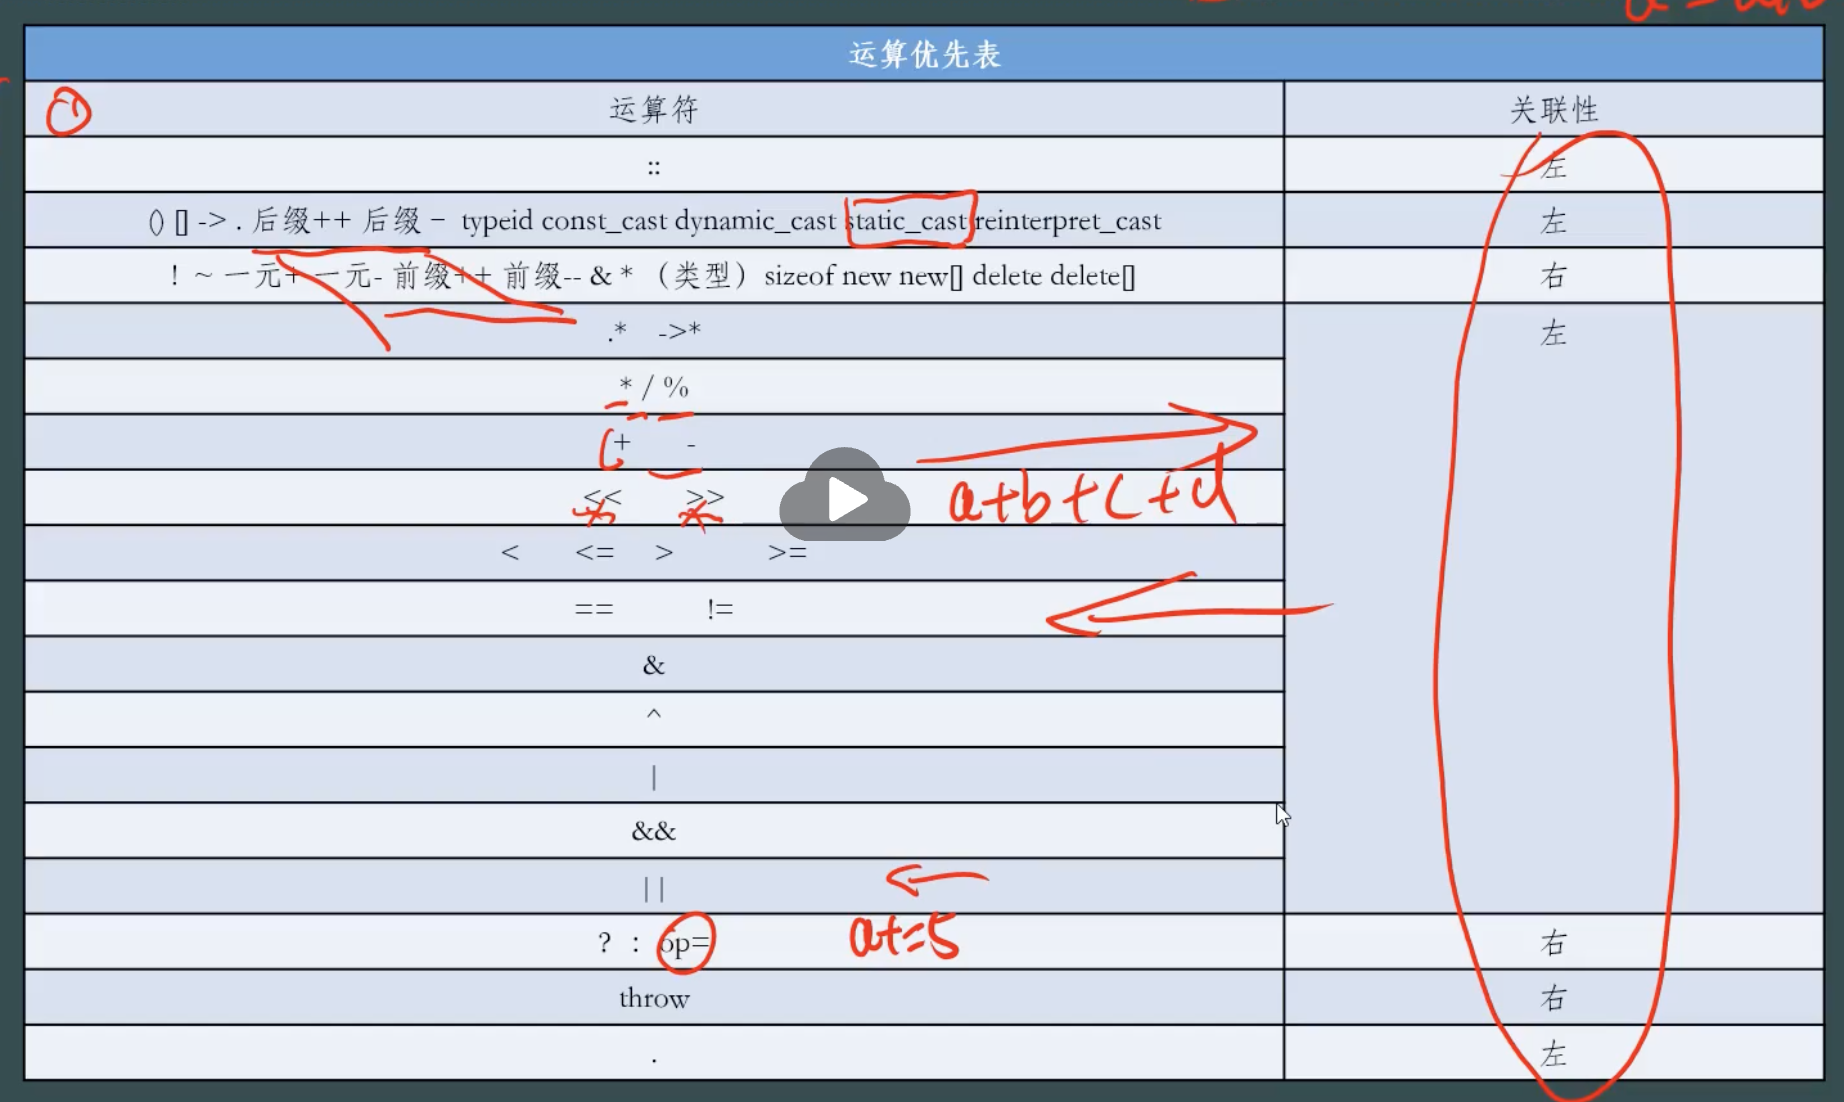 运算优先表
运算符 关联性
:: 左
() [] -> . 后缀++ 后缀 - typeid const_cast dynamic_cast static_cast reinterpret_cast 左
! ~ 一元+ 一元- 前缀++ 前缀-- & * （类型）sizeof new new[] delete delete[] 右
.* ->* 左
* / %
+ -
<< >>
a+b+c+d
< <= > >=
== !=
&
^
|
&&
||
? : op= 右
a+=5
throw 右
. 左